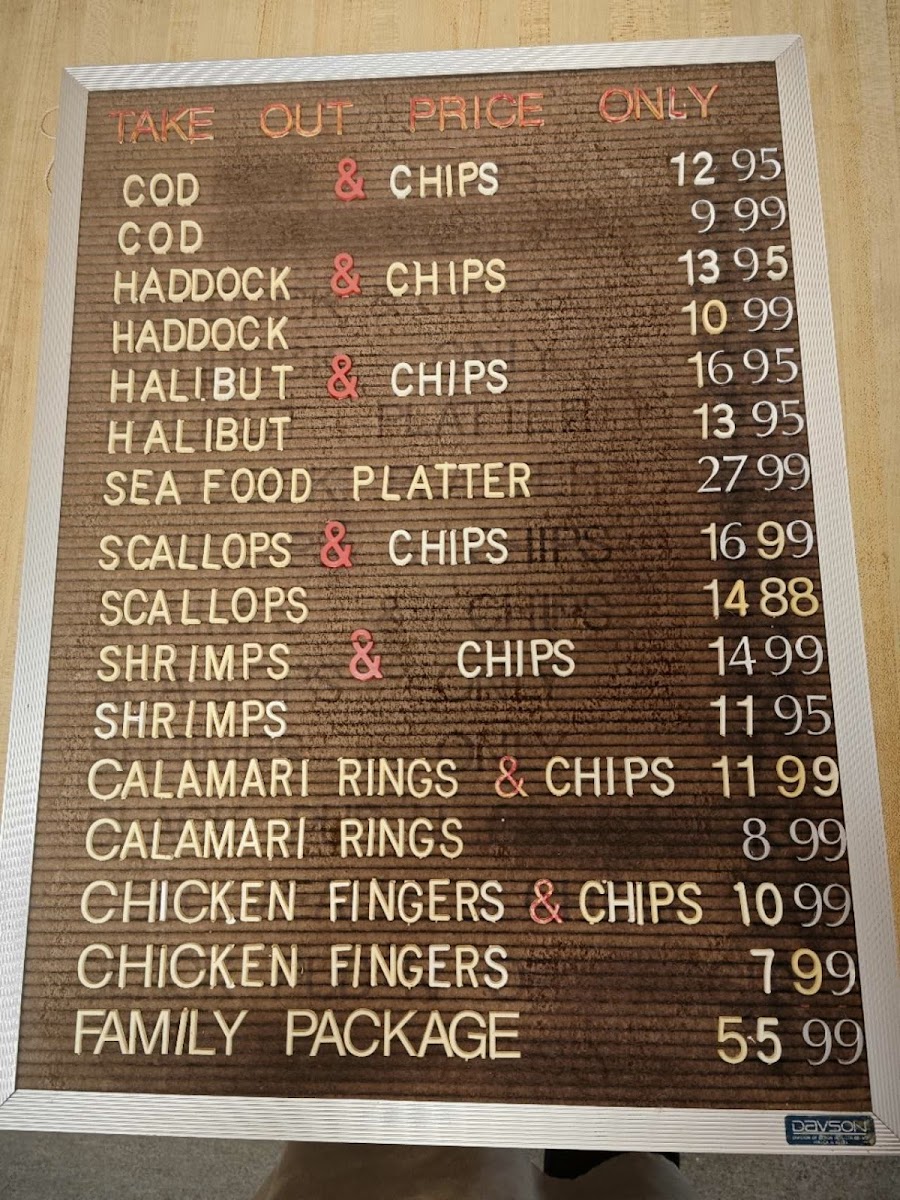 TAKE OUT PRICE ONLY
COD & CHIPS 12 95
COD 9 99
HADDOCK & CHIPS 13 95
HADDOCK 10 99
HALIBUT & CHIPS 16 95
HALIBUT 13 95
SEA FOOD PLATTER 27 99
SCALLOPS & CHIPS 16 99
SCALLOPS 14 88
SHRIMPS & CHIPS 14 99
SHRIMPS 11 95
CALAMARI RINGS & CHIPS 11 99
CALAMARI RINGS 8 99
CHICKEN FINGERS & CHIPS 10 99
CHICKEN FINGERS 7 99
FAMILY PACKAGE 55 99
DAVSON